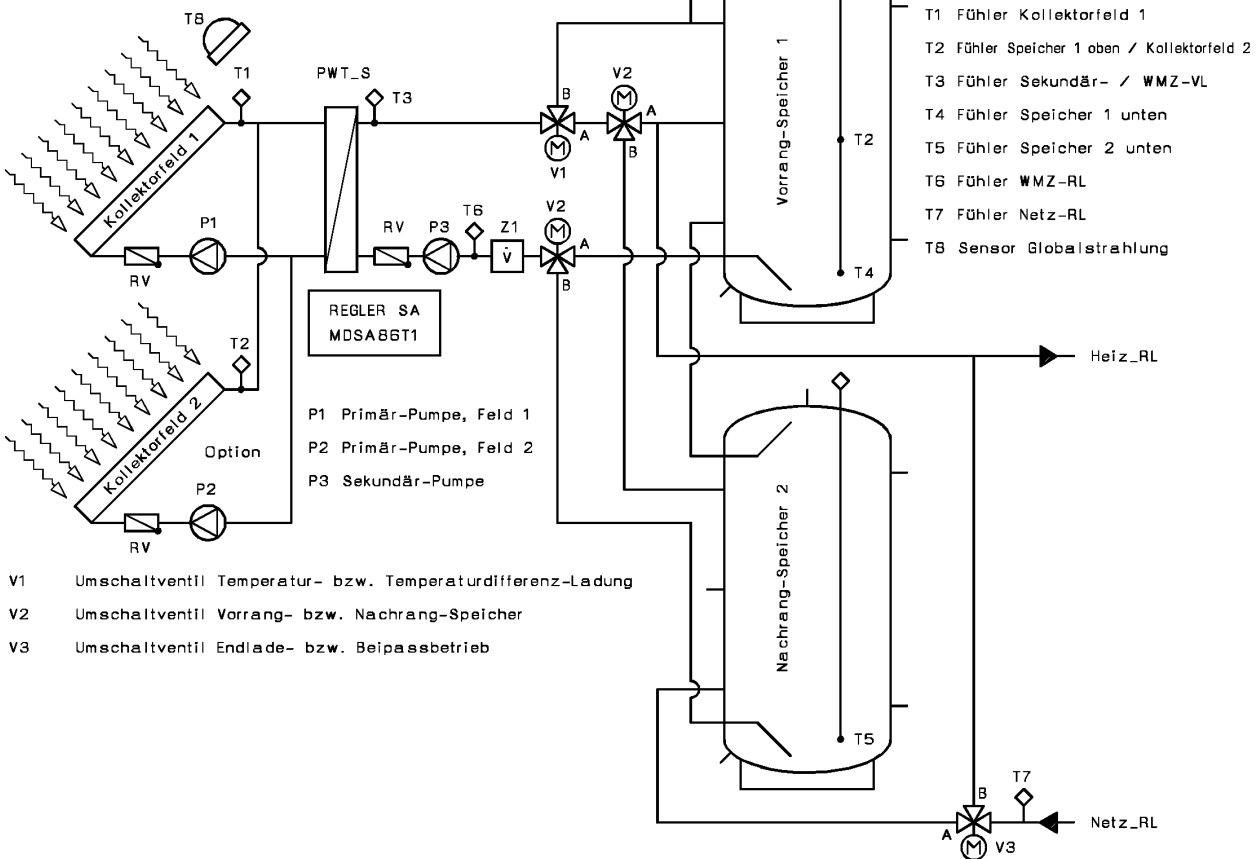 T8
T1
PWT_S
T3
B
V2
A
A
B
M
M
V1
Vorrang-Speicher 1
T2
T4
T1 Fühler Kollektorfeld 1
T2 Fühler Speicher 1 oben / Kollektorfeld 2
T3 Fühler Sekundär- / WMZ-VL
T4 Fühler Speicher 1 unten
T5 Fühler Speicher 2 unten
T6 Fühler WMZ-RL
T7 Fühler Netz-RL
T8 Sensor Globalstrahlung
Kollektorfeld 1
RV
P1
RV
P3
T6
Z1
V̇
V2
M
A
B
REGLER SA
MDSA86T1
Heiz_RL
T2
Kollektorfeld 2
Option
P2
RV
P1 Primär-Pumpe, Feld 1
P2 Primär-Pumpe, Feld 2
P3 Sekundär-Pumpe
Nachrang-Speicher 2
T5
V1 Umschaltventil Temperatur- bzw. Temperaturdifferenz-Ladung
V2 Umschaltventil Vorrang- bzw. Nachrang-Speicher
V3 Umschaltventil Endlade- bzw. Beipassbetrieb
B
T7
A
M
V3
Netz_RL